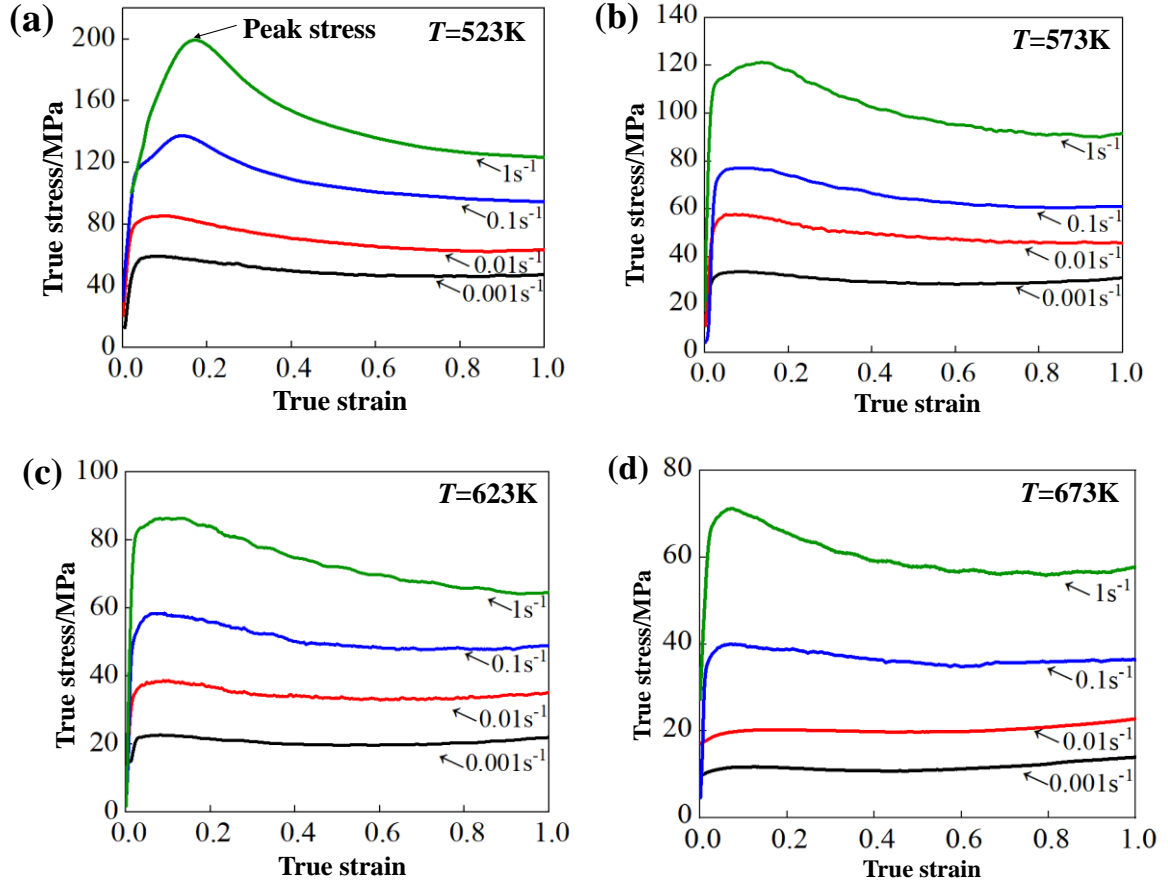 (a)
Peak stress
T=523K
True stress/MPa
200
160
120
80
40
0
1s⁻¹
0.1s⁻¹
0.01s⁻¹
0.001s⁻¹
0.0 0.2 0.4 0.6 0.8 1.0
True strain
(b)
T=573K
True stress/MPa
140
120
100
80
60
40
20
0
1s⁻¹
0.1s⁻¹
0.01s⁻¹
0.001s⁻¹
0.0 0.2 0.4 0.6 0.8 1.0
True strain
(c)
T=623K
True stress/MPa
100
80
60
40
20
0
1s⁻¹
0.1s⁻¹
0.01s⁻¹
0.001s⁻¹
0.0 0.2 0.4 0.6 0.8 1.0
True strain
(d)
T=673K
True stress/MPa
80
60
40
20
0
1s⁻¹
0.1s⁻¹
0.01s⁻¹
0.001s⁻¹
0.0 0.2 0.4 0.6 0.8 1.0
True strain